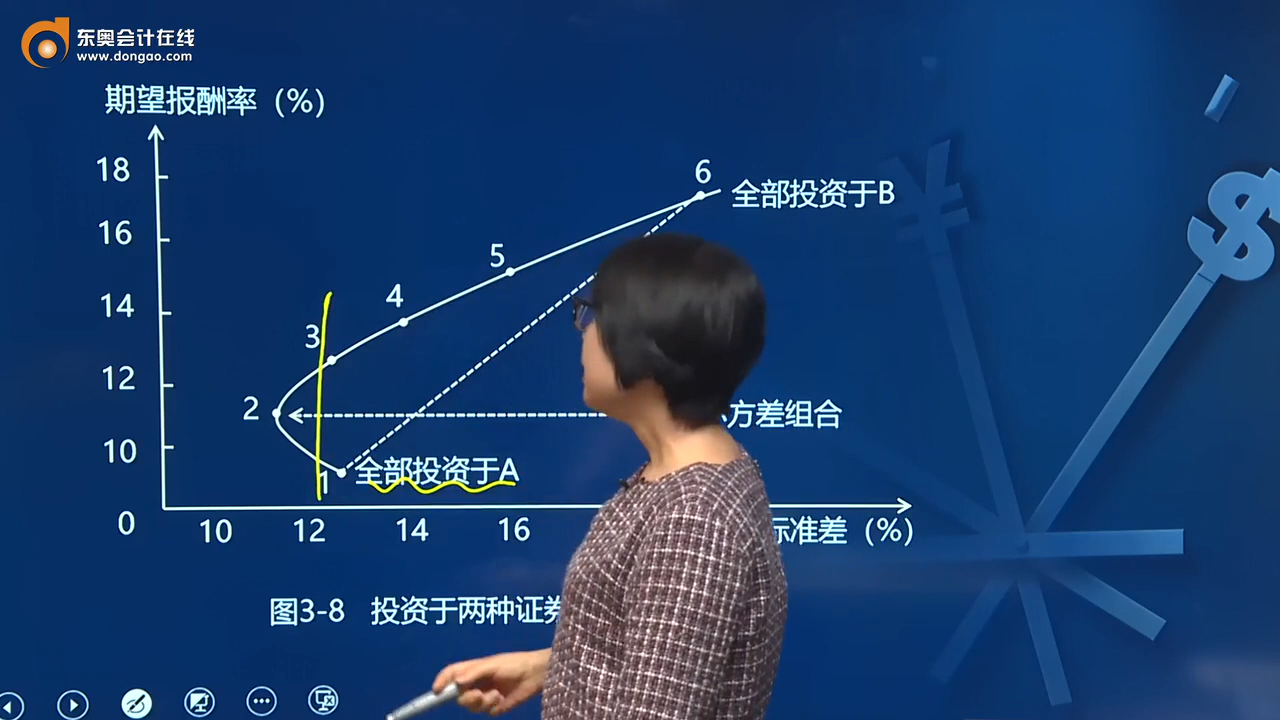 东奥会计在线
www.dongao.com
期望报酬率（%）
18
16
14
12
10
0
6
全部投资于B
5
4
3
2
方差组合
1
全部投资于A
10
12
14
16
标准差（%）
图3-8 投资于两种证券